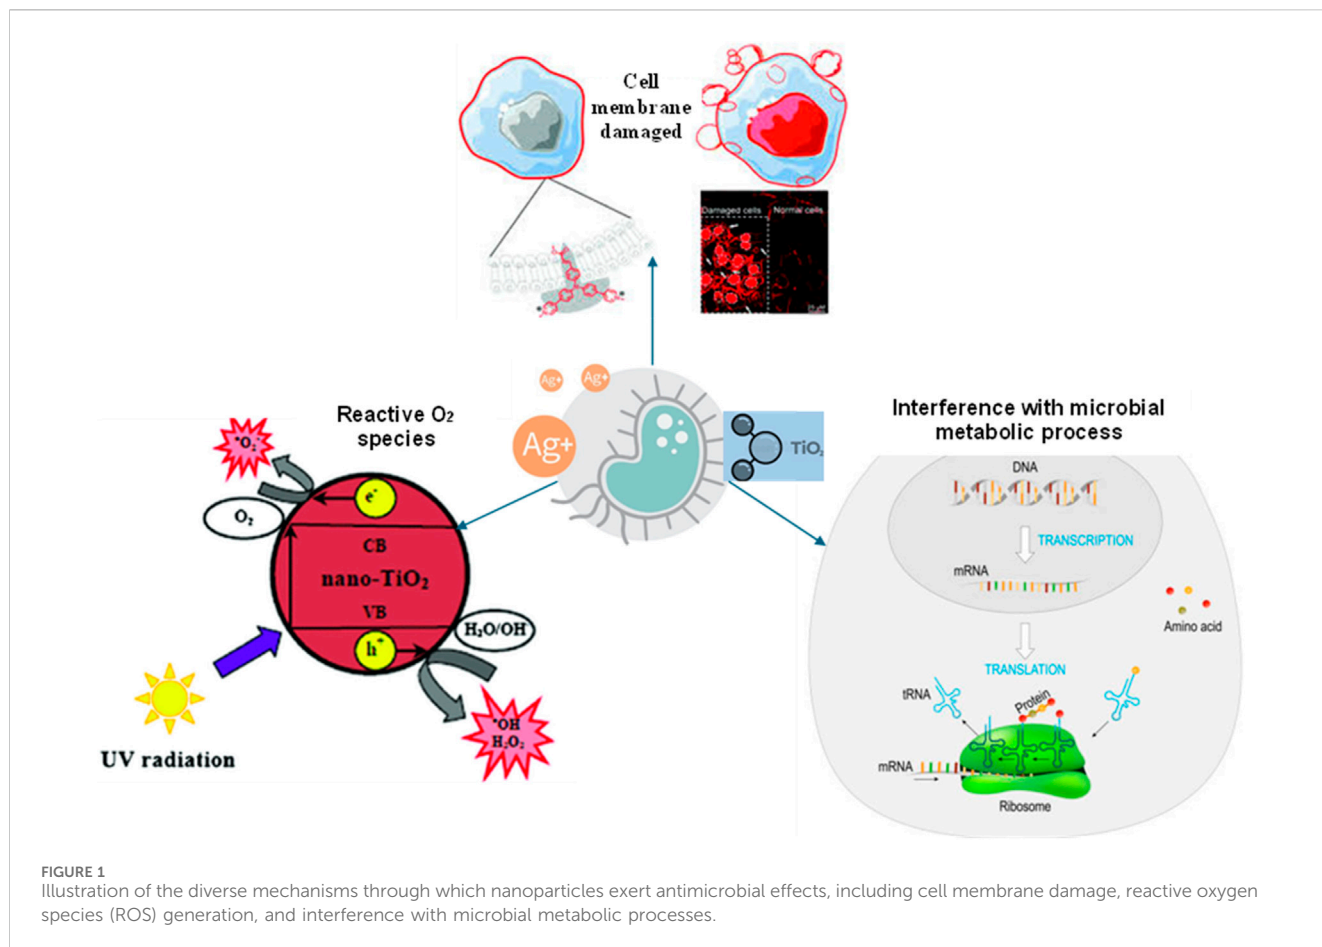 Cell
membrane
damaged
Damaged cells
Normal cells
Ag+
Ag+
Ag+
TiO₂
Reactive O₂
species
•O₂⁻
O₂
e⁻
CB
nano-TiO₂
VB
h⁺
H₂O/OH
•OH
H₂O₂
UV radiation
Interference with microbial
metabolic process
DNA
TRANSCRIPTION
mRNA
Amino acid
TRANSLATION
tRNA
Protein
mRNA
Ribosome
FIGURE 1
Illustration of the diverse mechanisms through which nanoparticles exert antimicrobial effects, including cell membrane damage, reactive oxygen
species (ROS) generation, and interference with microbial metabolic processes.